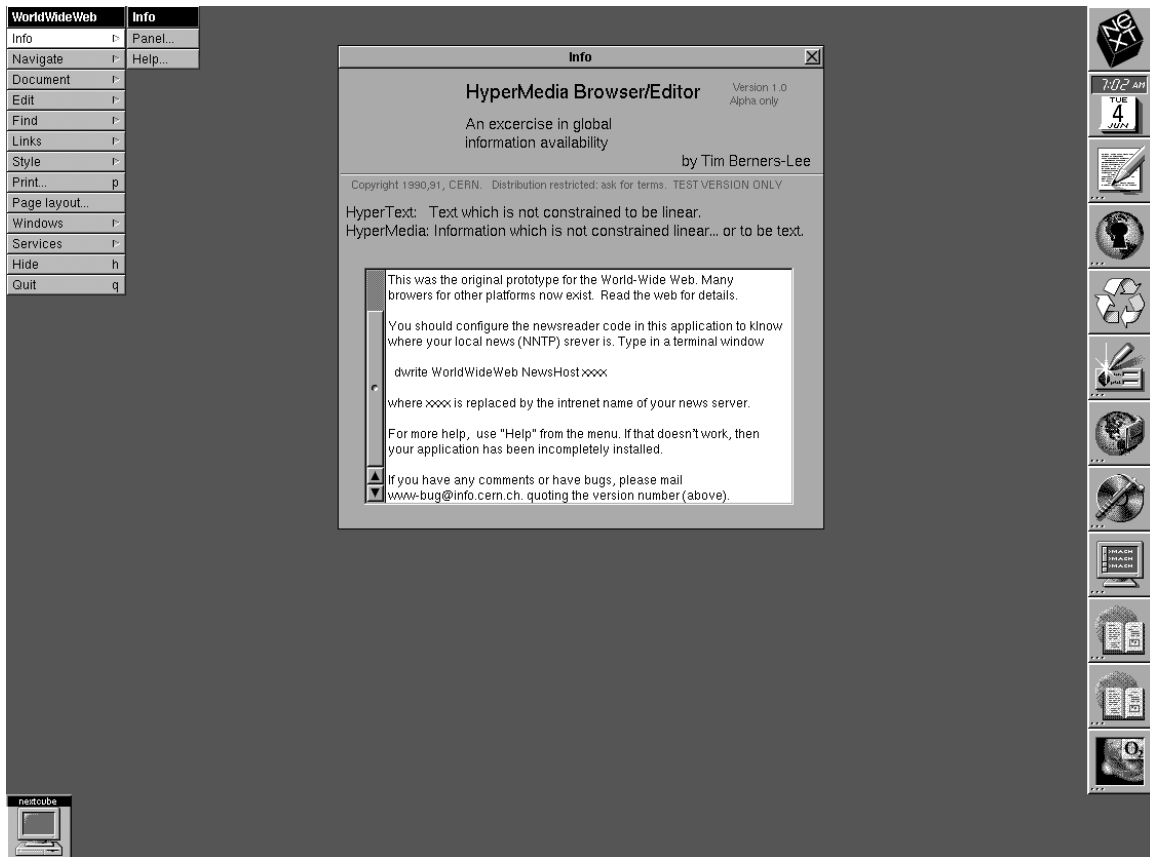 WorldWideWeb
Info
Navigate
Document
Edit
Find
Links
Style
Print... p
Page layout...
Windows
Services
Hide h
Quit q
Info
Panel...
Help...
Info
HyperMedia Browser/Editor
Version 1.0
Alpha only
An excercise in global
information availability
by Tim Berners-Lee
Copyright 1990,91, CERN. Distribution restricted: ask for terms. TEST VERSION ONLY
HyperText: Text which is not constrained to be linear.
HyperMedia: Information which is not constrained linear... or to be text.
This was the original prototype for the World-Wide Web. Many
browers for other platforms now exist. Read the web for details.
You should configure the newsreader code in this application to klnow
where your local news (NNTP) srever is. Type in a terminal window
dwrite WorldWideWeb NewsHost xxxx
where xxxx is replaced by the intrenet name of your news server.
For more help, use "Help" from the menu. If that doesn't work, then
your application has been incompletely installed.
If you have any comments or have bugs, please mail
www-bug@info.cern.ch. quoting the version number (above).
NeXT
7:02 AM
TUE
4
JUN
MACH
MACH
MACH
O2
nextcube